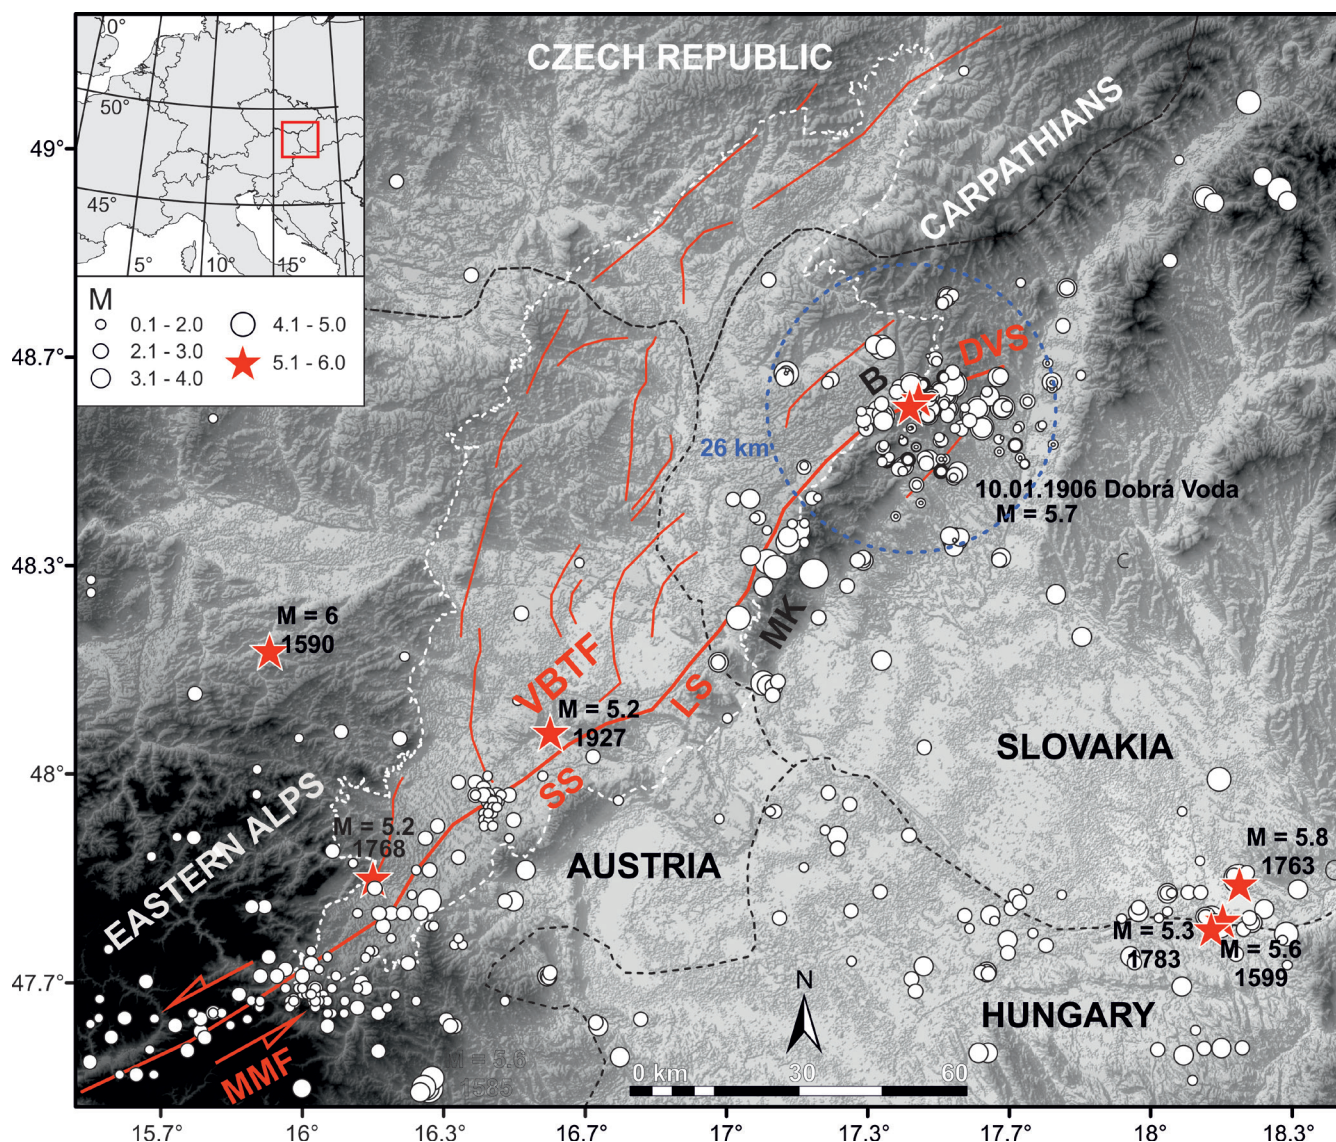 0°
50°
45°
5°
10°
15°
M
0.1 - 2.0
2.1 - 3.0
3.1 - 4.0
4.1 - 5.0
5.1 - 6.0
CZECH REPUBLIC
CARPATHIANS
DVS
B
26 km
10.01.1906 Dobrá Voda
M = 5.7
MK
M = 6
1590
VBTF
M = 5.2
1927
LS
SS
SLOVAKIA
EASTERN ALPS
M = 5.2
1768
AUSTRIA
M = 5.8
1763
M = 5.3
1783
M = 5.6
1599
HUNGARY
N
MMF
0 km
30
60
49°
48.7°
48.3°
48°
47.7°
15.7°
16°
16.3°
16.7°
17°
17.3°
17.7°
18°
18.3°